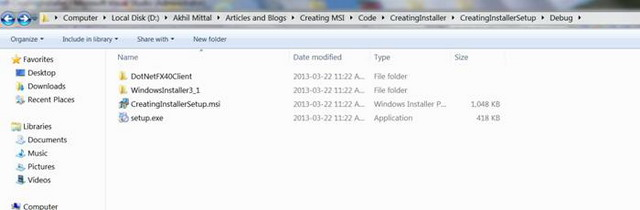 Computer ▸ Local Disk (D:) ▸ Akhil Mittal ▸ Articles and Blogs ▸ Creating MSI ▸ Code ▸ CreatingInstaller ▸ CreatingInstallerSetup ▸ Debug ▸
Organize Include in library Share with New folder
Favorites
Desktop
Downloads
Recent Places
Libraries
Documents
Music
Pictures
Videos
Computer
Name Date modified Type Size
DotNetFX40Client 2013-03-22 11:22 A... File folder
WindowsInstaller3_1 2013-03-22 11:22 A... File folder
CreatingInstallerSetup.msi 2013-03-22 11:22 A... Windows Installer P... 1,048 KB
setup.exe 2013-03-22 11:22 A... Application 418 KB